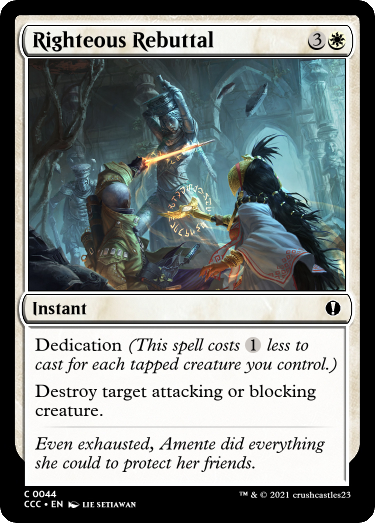 Righteous Rebuttal 3
Instant
Dedication (This spell costs 1 less to
cast for each tapped creature you control.)
Destroy target attacking or blocking
creature.
Even exhausted, Amente did everything
she could to protect her friends.
C 0044
CCC • EN LIE SETIAWAN
™ & © 2021 crushcastles23